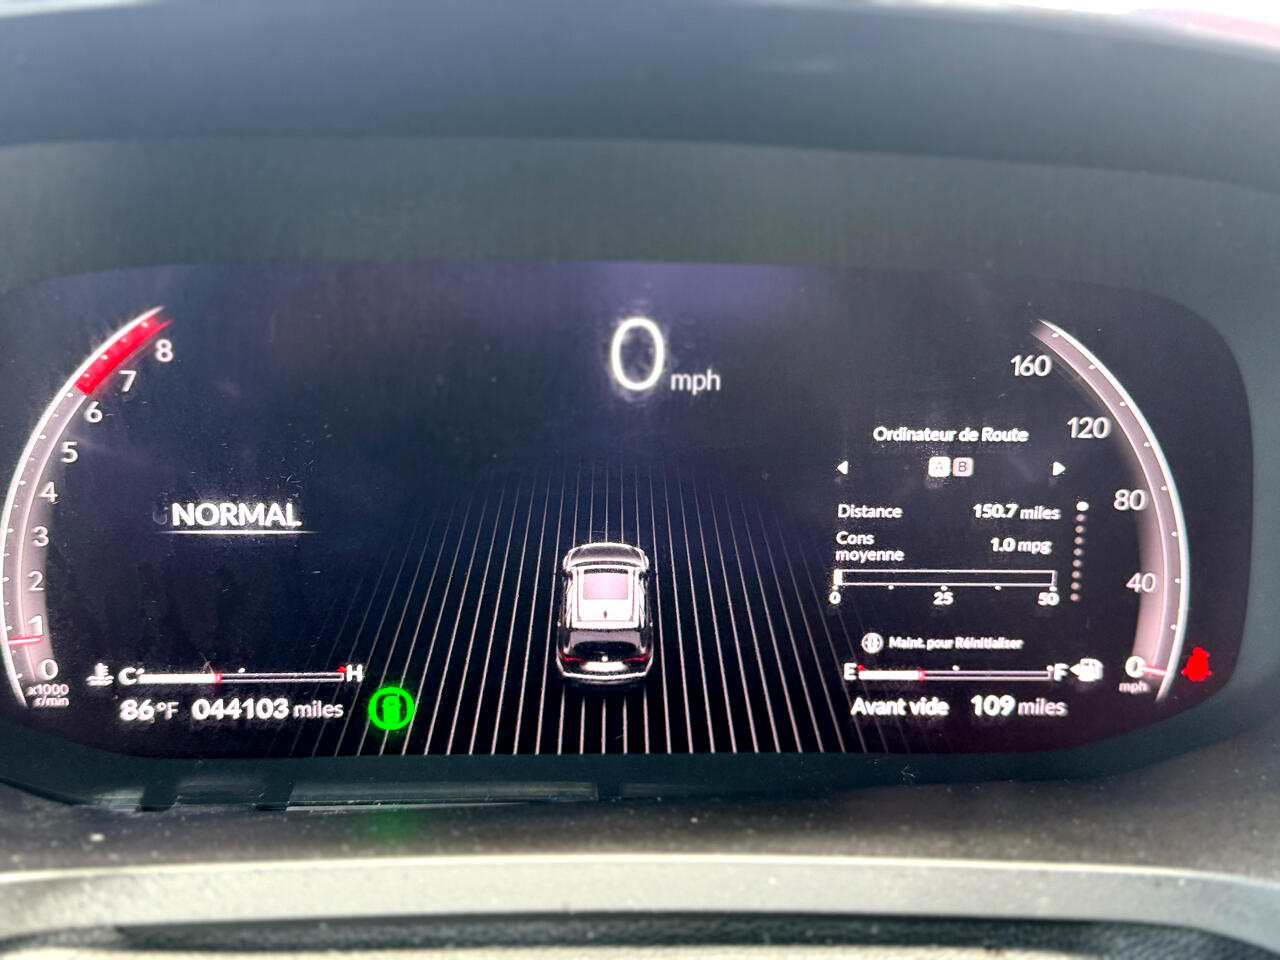 0 mph
8
7
6
5
4
3
2
1
0
x1000
r/min
NORMAL
C H
86°F 044103 miles
160
120
80
40
0
mph
Ordinateur de Route
A B
Distance 150.7 miles
Cons
moyenne 1.0 mpg
0 25 50
Maint. pour Réinitialiser
E F
Avant vide 109 miles